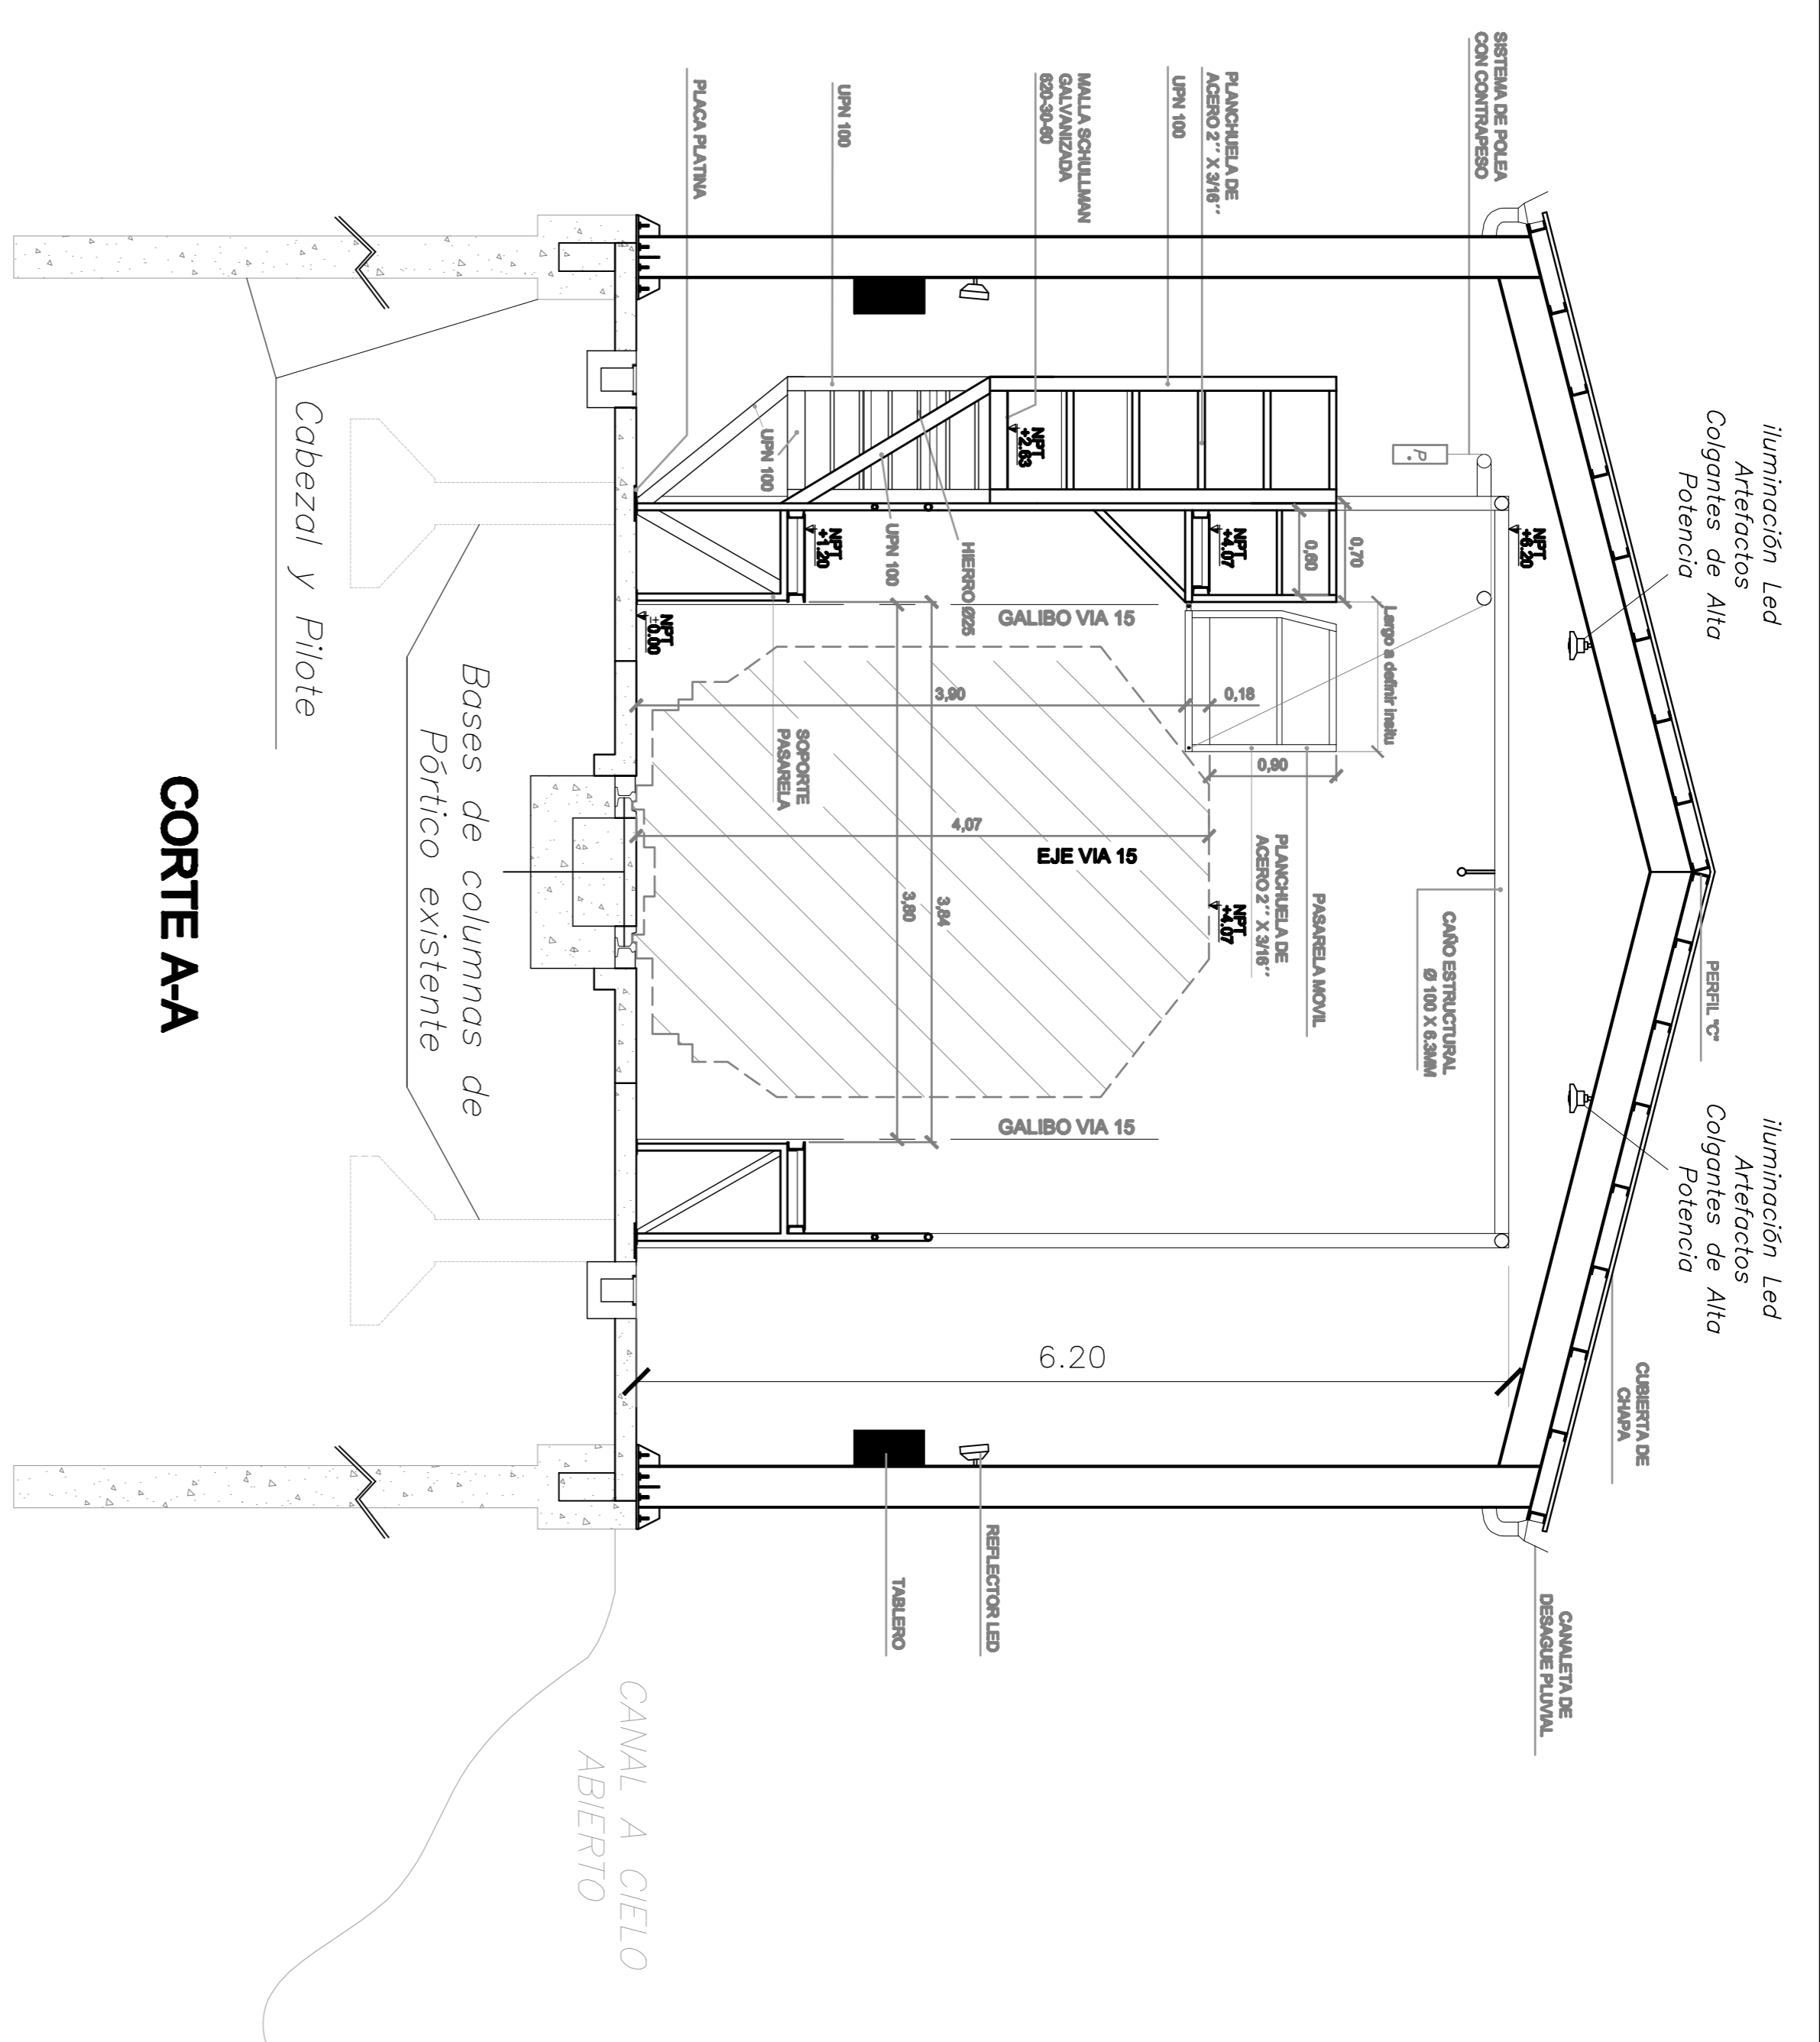 iluminación Led
Artefactos
Colgantes de Alta
Potencia
iluminación Led
Artefactos
Colgantes de Alta
Potencia
SISTEMA DE POLEA
CON CONTRAPESO
PERFIL "C"
CUBIERTA DE
CHAPA
CANALETA DE
DESAGUE PLUVIAL
NPT
+6.20
CAÑO ESTRUCTURAL
Ø 100 X 6.3MM
P.
Largo a definir insitu
0,70
0,60
PASARELA MOVIL
PLANCHUELA DE
ACERO 2´´ X 3/16´´
0,90
PLANCHUELA DE
ACERO 2´´ X 3/16´´
UPN 100
NPT
+4.07
0,18
NPT
+4.07
MALLA SCHULLMAN
GALVANIZADA
620-30-60
NPT
+2.63
GALIBO VIA 15
3,90
4,07
EJE VIA 15
GALIBO VIA 15
6.20
REFLECTOR LED
HIERRO Ø25
3,84
3,80
TABLERO
UPN 100
UPN 100
UPN 100
NPT
+1.20
SOPORTE
PASARELA
PLACA PLATINA
NPT
±0.00
CANAL A CIELO
ABIERTO
Bases de columnas de
Pórtico existente
Cabezal y Pilote
CORTE A-A